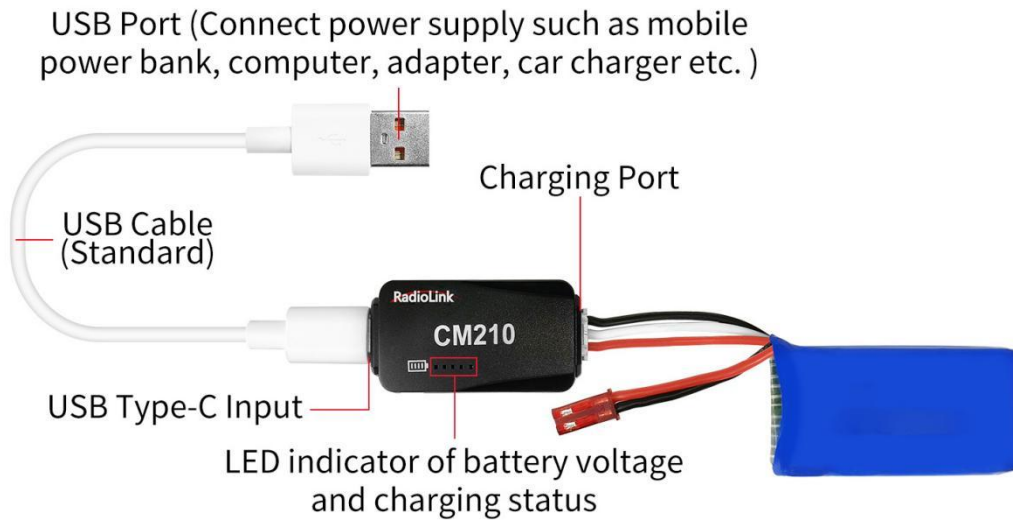 USB Port (Connect power supply such as mobile
power bank, computer, adapter, car charger etc. )
Charging Port
USB Cable
(Standard)
RadioLink
CM210
USB Type-C Input
LED indicator of battery voltage
and charging status